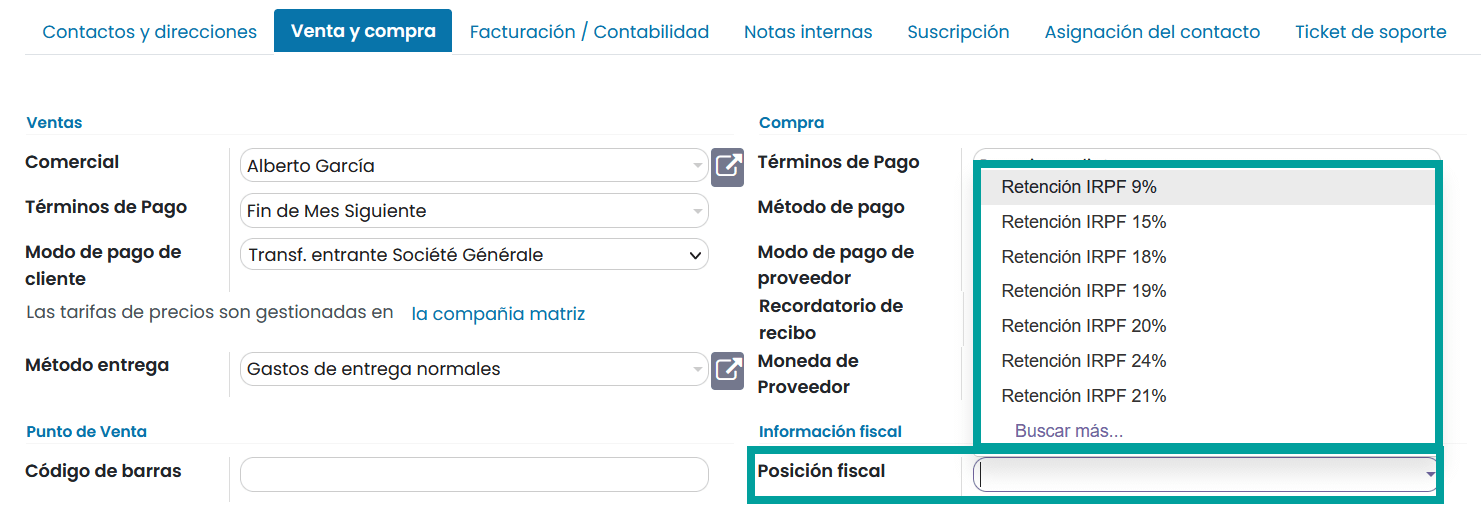 Contactos y direcciones Venta y compra Facturación / Contabilidad Notas internas Suscripción Asignación del contacto Ticket de soporte
Ventas
Comercial Alberto García
Términos de Pago Fin de Mes Siguiente
Modo de pago de
cliente
Transf. entrante Société Générale
Las tarifas de precios son gestionadas en la compañia matriz
Método entrega Gastos de entrega normales
Punto de Venta
Código de barras
Compra
Términos de Pago
Método de pago
Modo de pago de
proveedor
Recordatorio de
recibo
Moneda de
Proveedor
Retención IRPF 9%
Retención IRPF 15%
Retención IRPF 18%
Retención IRPF 19%
Retención IRPF 20%
Retención IRPF 24%
Retención IRPF 21%
Buscar más...
Información fiscal
Posición fiscal